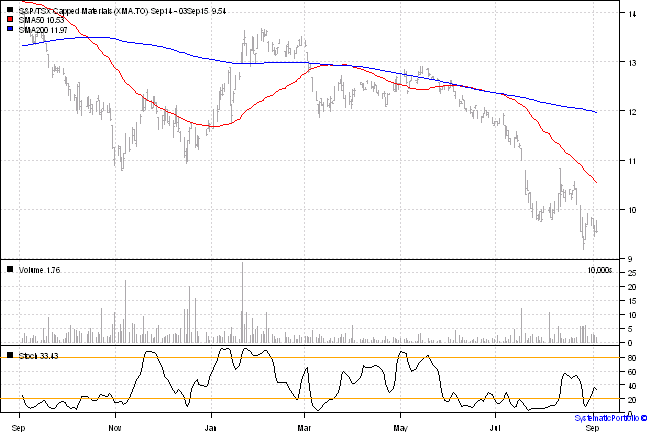 S&P/TSX Capped Materials (XMA.TO) Sep14 - 03Sep15 9.54
SMA50 10.53
SMA200 11.97
14
13
12
11
10
9
Volume 1.76
10,000s
25
20
15
10
5
0
Stoch 33.43
80
60
40
20
0
SystematicPortfolio ©
Sep Nov Jan Mar May Jul Sep